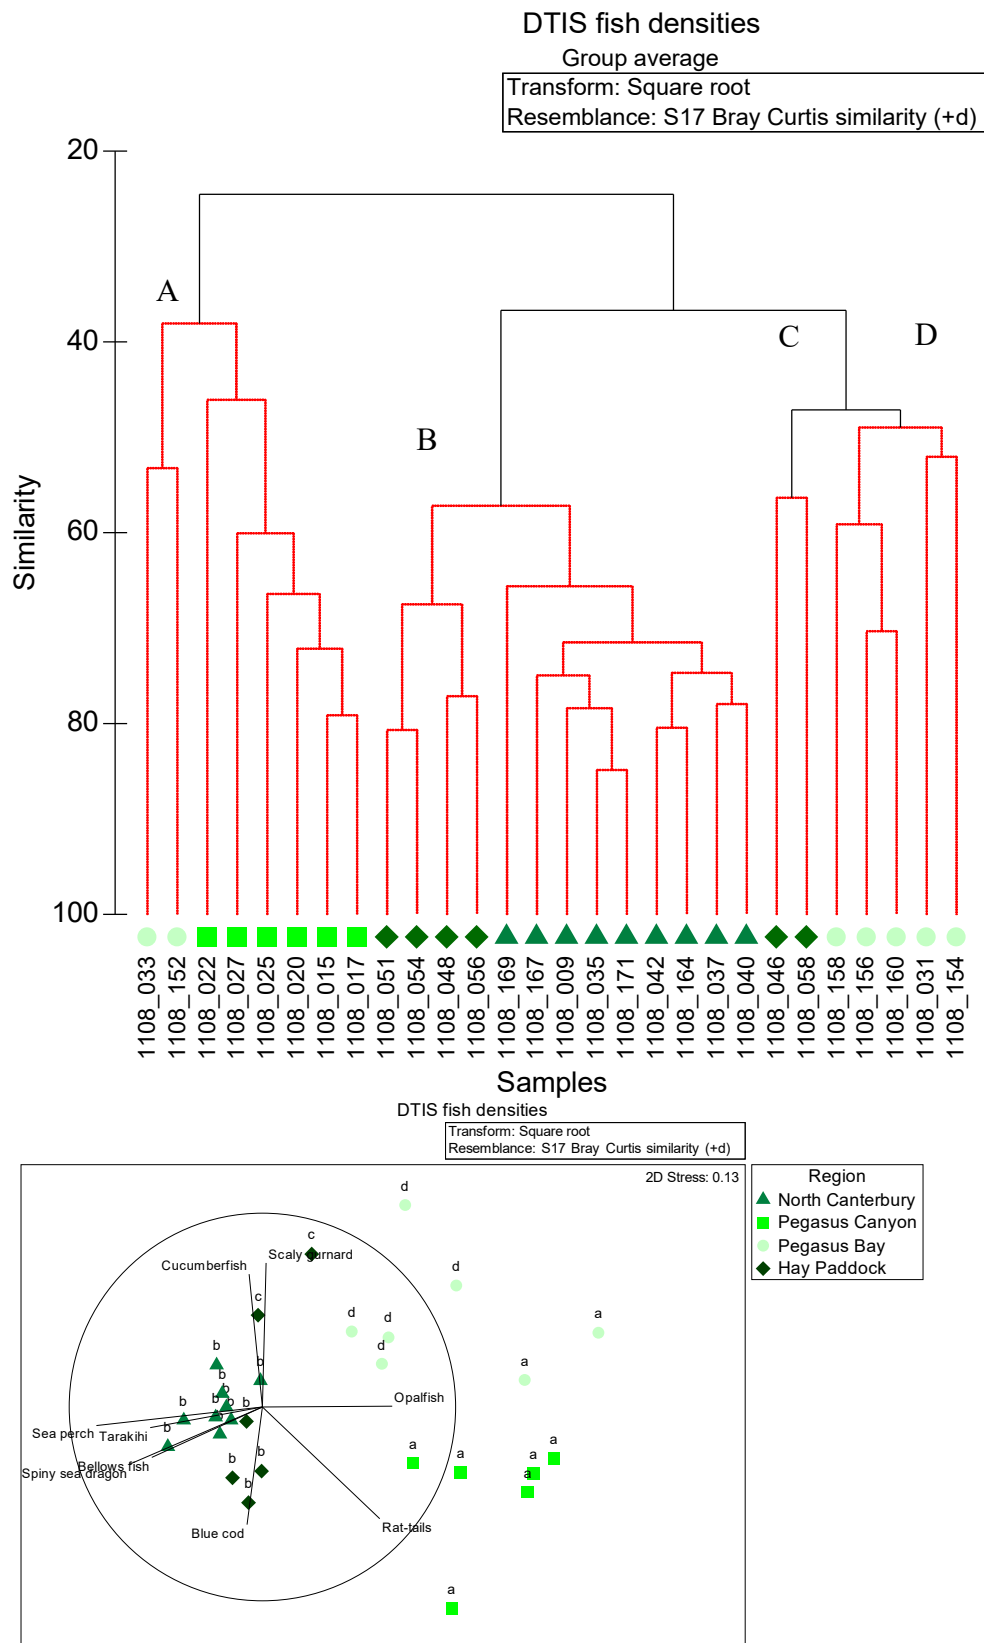 DTIS fish densities
Group average
Transform: Square root
Resemblance: S17 Bray Curtis similarity (+d)
20
A
40
C
D
B
Similarity
60
80
100
1108_033
1108_152
1108_022
1108_027
1108_025
1108_020
1108_015
1108_017
1108_051
1108_054
1108_048
1108_056
1108_169
1108_167
1108_009
1108_035
1108_171
1108_042
1108_164
1108_037
1108_040
1108_046
1108_058
1108_158
1108_156
1108_160
1108_031
1108_154
Samples
DTIS fish densities
Transform: Square root
Resemblance: S17 Bray Curtis similarity (+d)
2D Stress: 0.13
Region
North Canterbury
Pegasus Canyon
Pegasus Bay
Hay Paddock
d
c
Scaly gurnard
Cucumberfish
d
c
d
d
a
b
b
d
a
b
b
Opalfish
b
b
b
b
b
Sea perch
Tarakihi
b
a
a
a
a
Bellows fish
Spiny sea dragon
b
b
a
b
Blue cod
Rat-tails
a